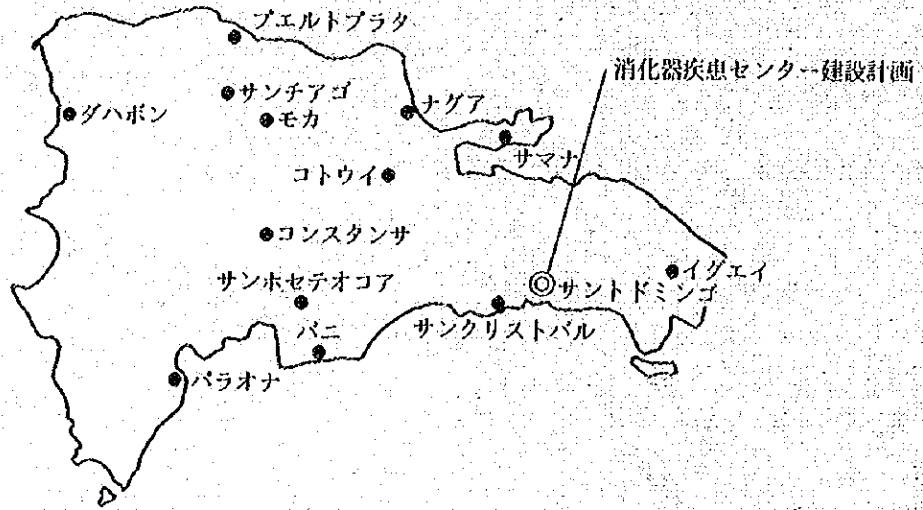 プエルトプラタ
消化器疾患センター建設計画
サンチアゴ
ダハボン
モカ
ナグア
サマナ
コトウイ
コンスタンサ
イグエイ
サンホセテオコア
サントドミンゴ
バニ
サンクリストバル
バラオナ